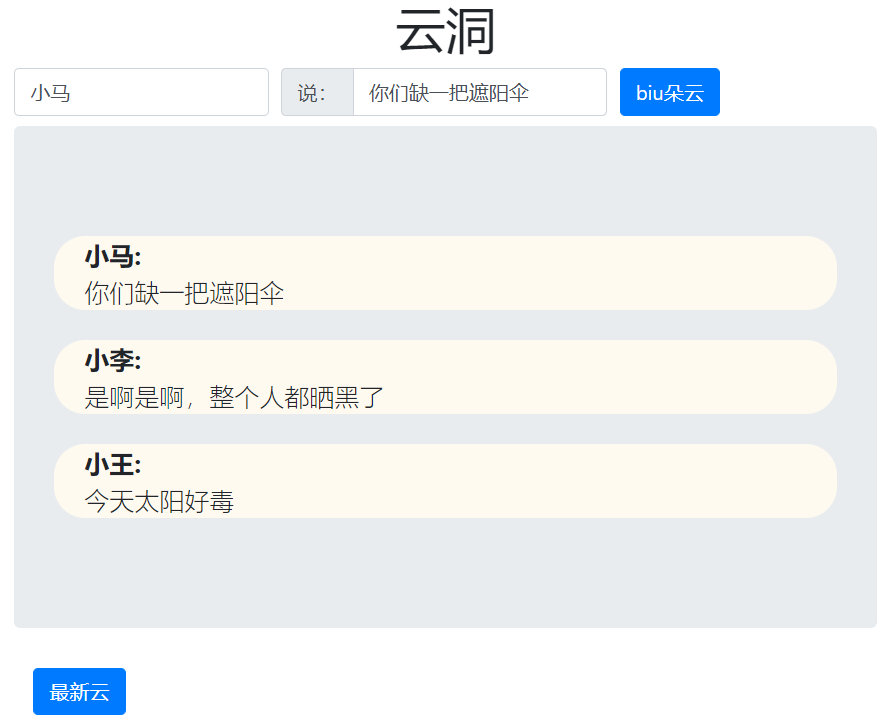 云洞
小马
说：
你们缺一把遮阳伞
biu朵云
小马:
你们缺一把遮阳伞
小李:
是啊是啊，整个人都晒黑了
小王:
今天太阳好毒
最新云